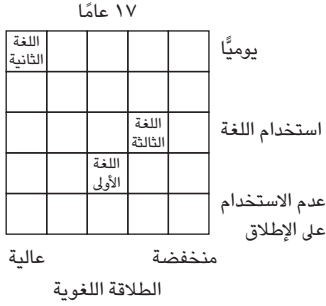 ١٧ عامًا
يوميًّا
اللغة
الثانية
استخدام اللغة
اللغة
الثالثة
اللغة
الأولى
عدم الاستخدام
على الإطلاق
منخفضة
عالية
الطلاقة اللغوية